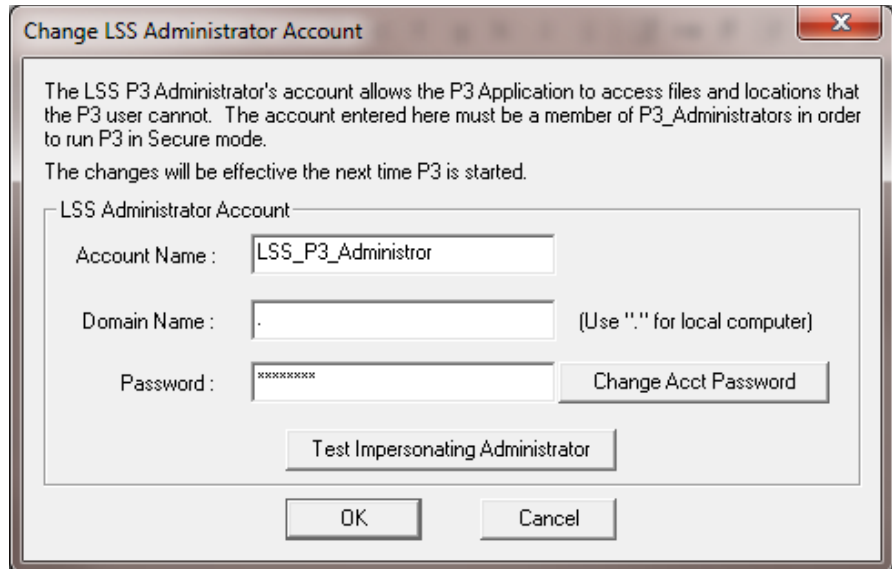 Change LSS Administrator Account
The LSS P3 Administrator's account allows the P3 Application to access files and locations that
the P3 user cannot. The account entered here must be a member of P3_Administrators in order
to run P3 in Secure mode.
The changes will be effective the next time P3 is started.
LSS Administrator Account
Account Name : LSS_P3_Administror
Domain Name : . (Use "." for local computer)
Password : ******** Change Acct Password
Test Impersonating Administrator
OK Cancel